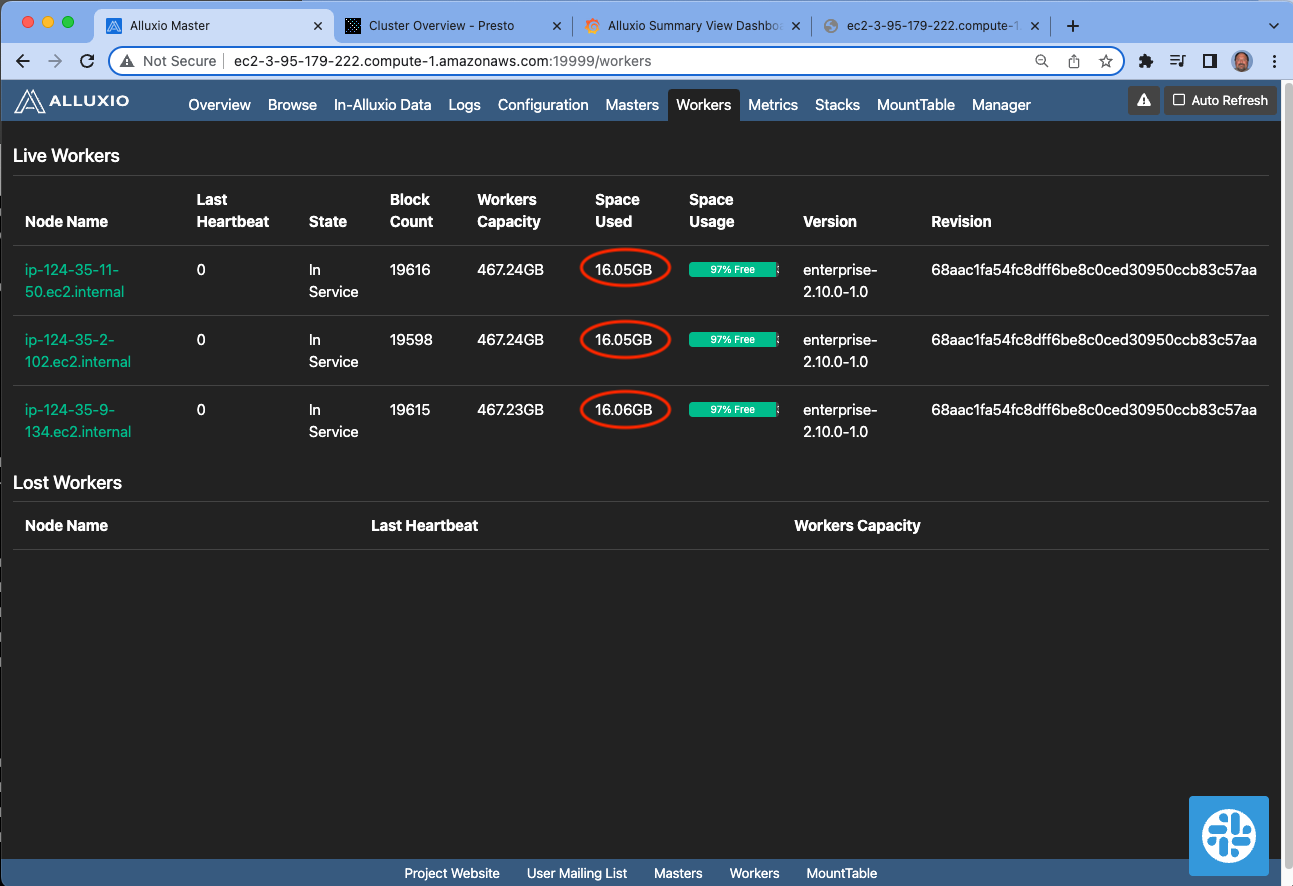 Alluxio Master
Cluster Overview - Presto
Alluxio Summary View Dashbo
ec2-3-95-179-222.compute-1
Not Secure
ec2-3-95-179-222.compute-1.amazonaws.com:19999/workers
ALLUXIO
Overview
Browse
In-Alluxio Data
Logs
Configuration
Masters
Workers
Metrics
Stacks
MountTable
Manager
Auto Refresh
Live Workers
Node Name
Last
Heartbeat
State
Block
Count
Workers
Capacity
Space
Used
Space
Usage
Version
Revision
ip-124-35-11-
50.ec2.internal
0
In
Service
19616
467.24GB
16.05GB
97% Free
enterprise-
2.10.0-1.0
68aac1fa54fc8dff6be8c0ced30950ccb83c57aa
ip-124-35-2-
102.ec2.internal
0
In
Service
19598
467.24GB
16.05GB
97% Free
enterprise-
2.10.0-1.0
68aac1fa54fc8dff6be8c0ced30950ccb83c57aa
ip-124-35-9-
134.ec2.internal
0
In
Service
19615
467.23GB
16.06GB
97% Free
enterprise-
2.10.0-1.0
68aac1fa54fc8dff6be8c0ced30950ccb83c57aa
Lost Workers
Node Name
Last Heartbeat
Workers Capacity
Project Website
User Mailing List
Masters
Workers
MountTable